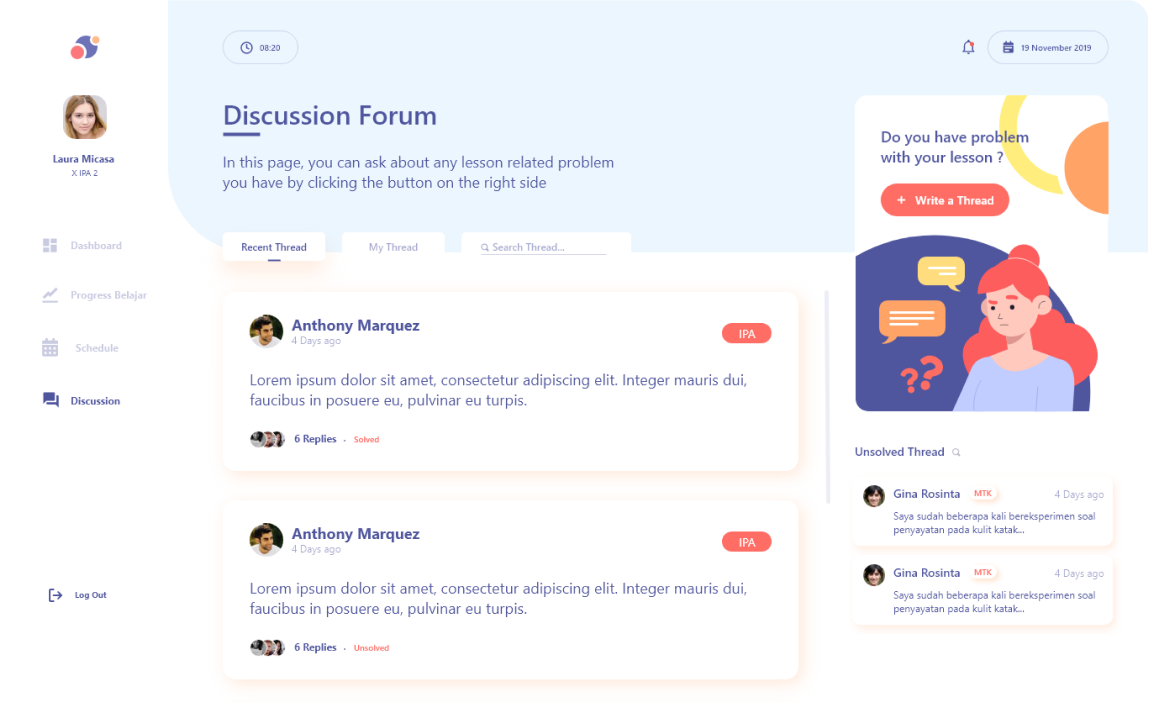 08:20
19 November 2019
Laura Micasa
X IPA 2
Dashboard
Progress Belajar
Schedule
Discussion
Log Out
Discussion Forum
In this page, you can ask about any lesson related problem
you have by clicking the button on the right side
Recent Thread
My Thread
Search Thread...
Anthony Marquez
4 Days ago
IPA
Lorem ipsum dolor sit amet, consectetur adipiscing elit. Integer mauris dui,
faucibus in posuere eu, pulvinar eu turpis.
6 Replies · Solved
Anthony Marquez
4 Days ago
IPA
Lorem ipsum dolor sit amet, consectetur adipiscing elit. Integer mauris dui,
faucibus in posuere eu, pulvinar eu turpis.
6 Replies · Unsolved
Do you have problem
with your lesson ?
+ Write a Thread
??
Unsolved Thread
Gina Rosinta MTK 4 Days ago
Saya sudah beberapa kali bereksperimen soal
penyayatan pada kulit katak...
Gina Rosinta MTK 4 Days ago
Saya sudah beberapa kali bereksperimen soal
penyayatan pada kulit katak...